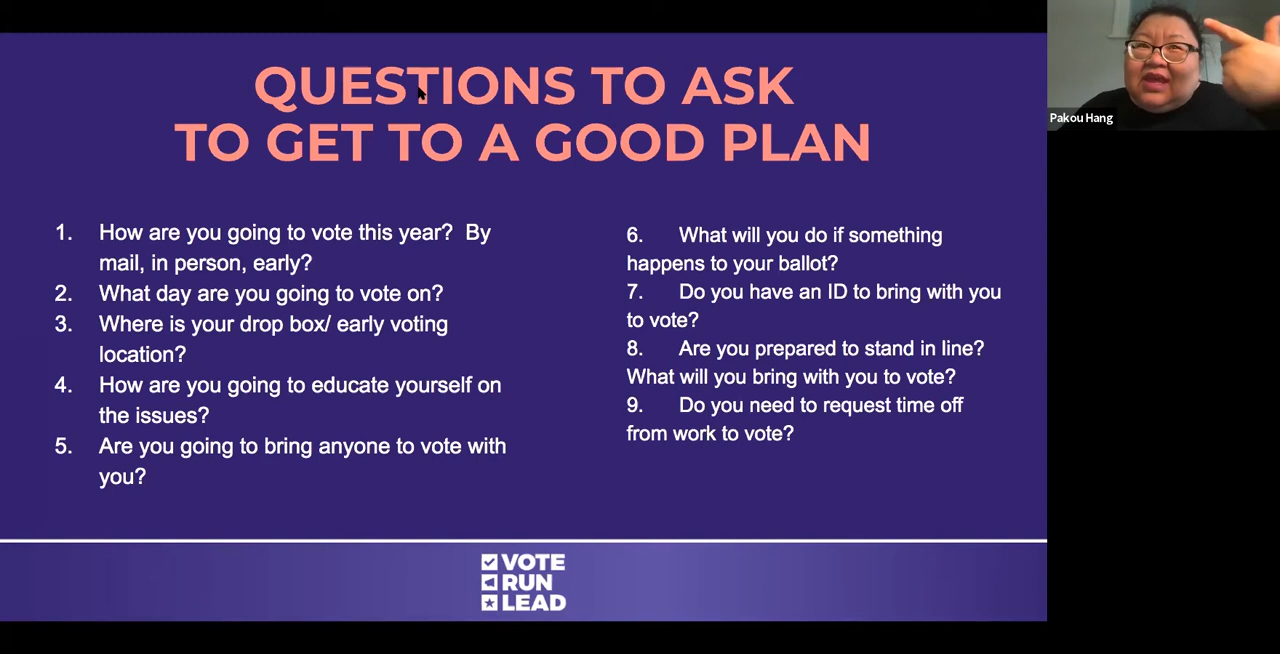 QUESTIONS TO ASK
TO GET TO A GOOD PLAN
1. How are you going to vote this year? By
mail, in person, early?
2. What day are you going to vote on?
3. Where is your drop box/ early voting
location?
4. How are you going to educate yourself on
the issues?
5. Are you going to bring anyone to vote with
you?
6. What will you do if something
happens to your ballot?
7. Do you have an ID to bring with you
to vote?
8. Are you prepared to stand in line?
What will you bring with you to vote?
9. Do you need to request time off
from work to vote?
VOTE
RUN
LEAD
Pakou Hang